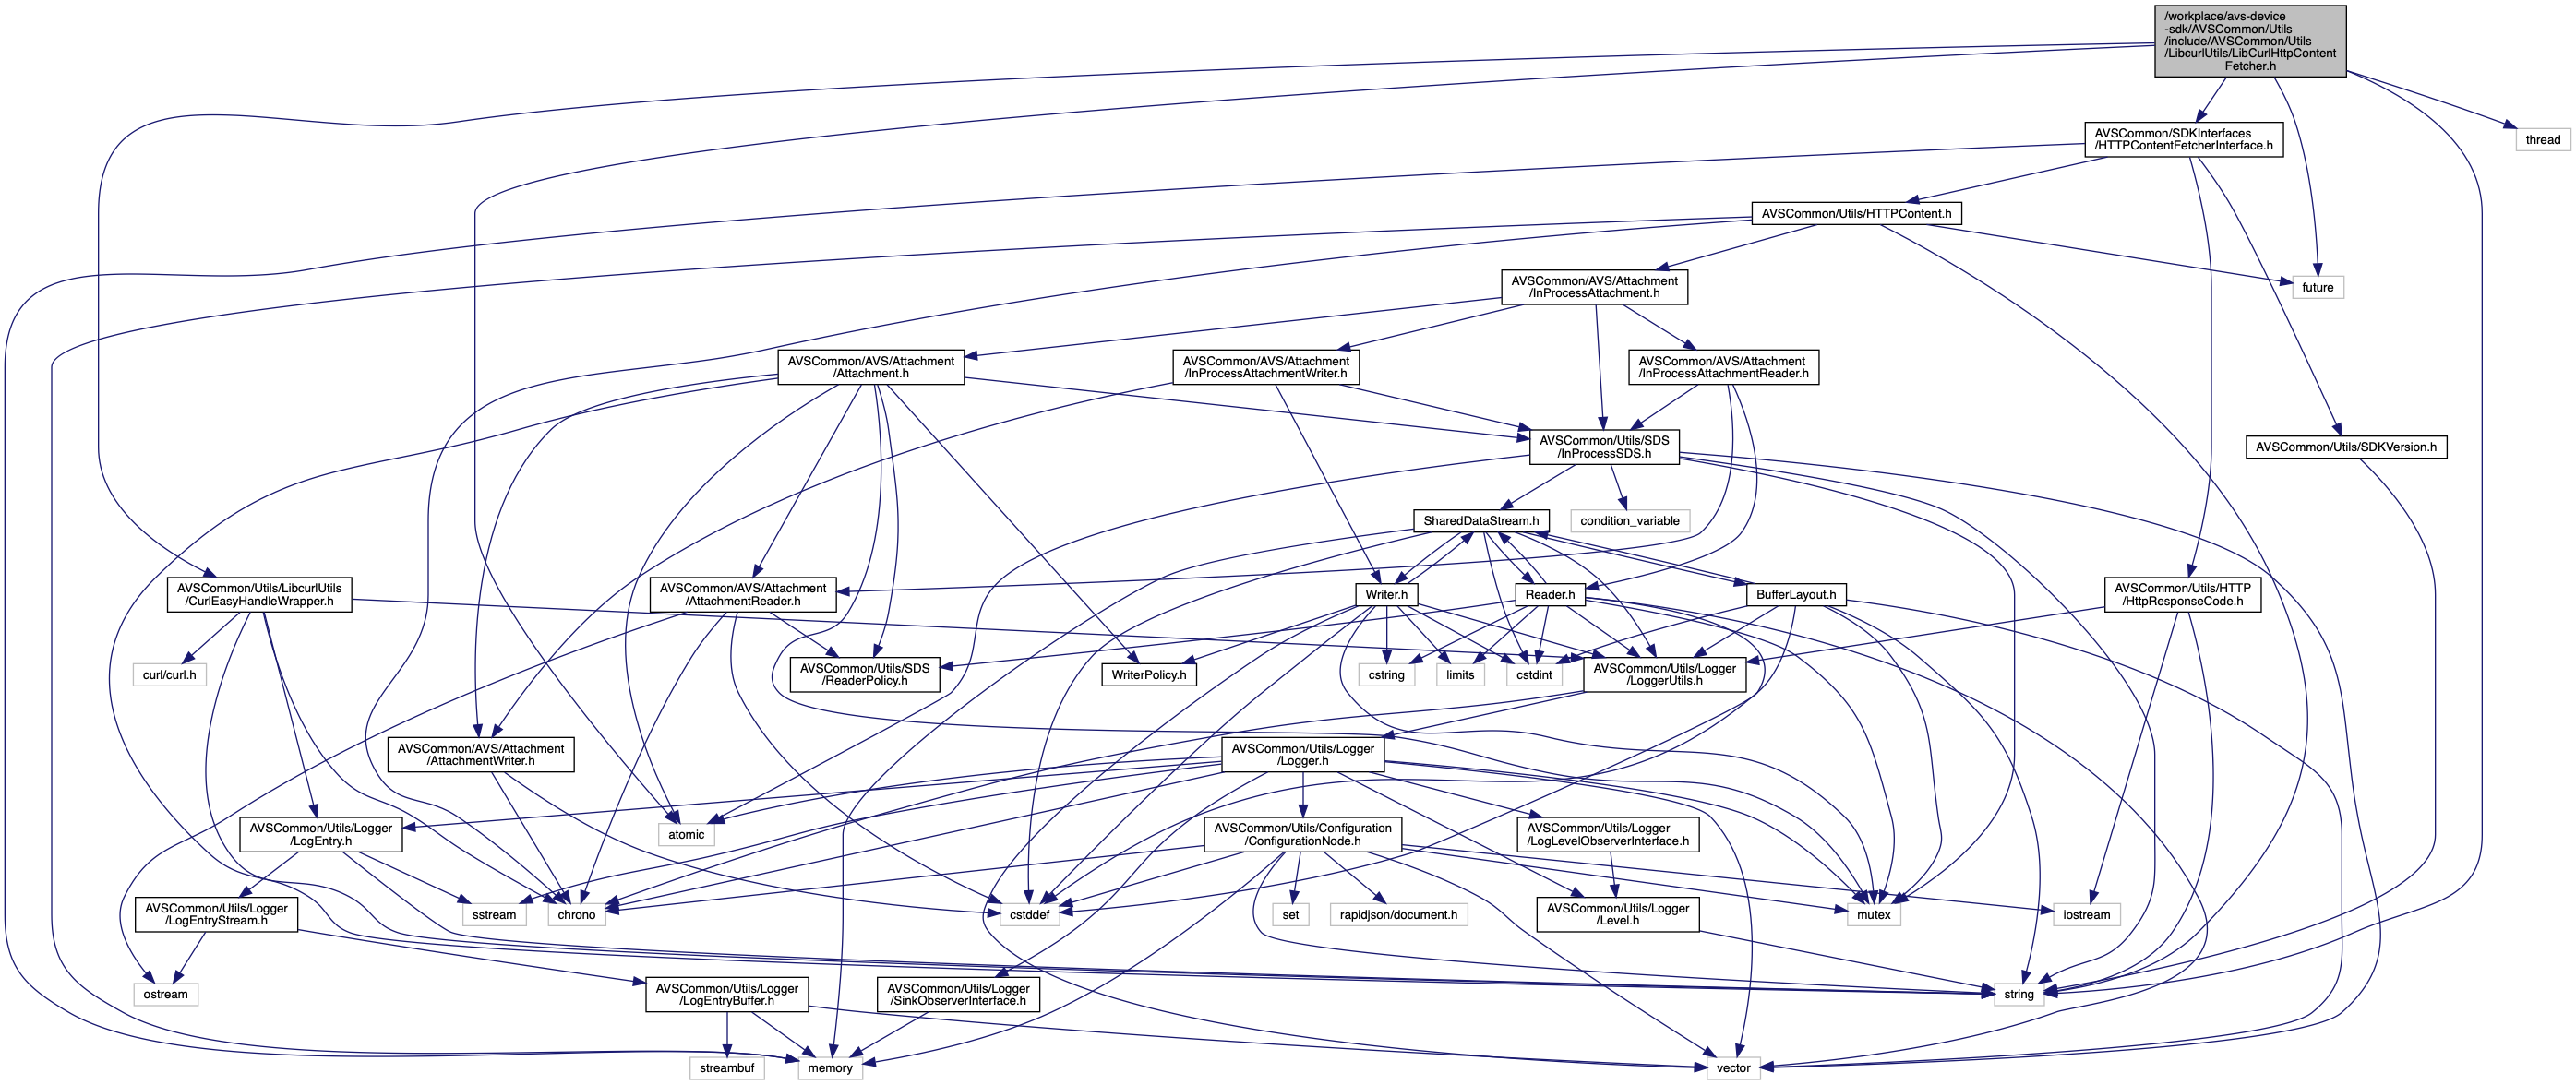 /workplace/avs-device
-sdk/AVSCommon/Utils
/include/AVSCommon/Utils
/LibcurlUtils/LibCurlHttpContent
Fetcher.h
AVSCommon/SDKInterfaces
/HTTPContentFetcherInterface.h
thread
AVSCommon/Utils/HTTPContent.h
AVSCommon/AVS/Attachment
/InProcessAttachment.h
future
AVSCommon/AVS/Attachment
/Attachment.h
AVSCommon/AVS/Attachment
/InProcessAttachmentWriter.h
AVSCommon/AVS/Attachment
/InProcessAttachmentReader.h
AVSCommon/Utils/SDS
/InProcessSDS.h
AVSCommon/Utils/SDKVersion.h
SharedDataStream.h
condition_variable
AVSCommon/Utils/LibcurlUtils
/CurlEasyHandleWrapper.h
AVSCommon/AVS/Attachment
/AttachmentReader.h
Writer.h
Reader.h
BufferLayout.h
AVSCommon/Utils/HTTP
/HttpResponseCode.h
curl/curl.h
AVSCommon/Utils/SDS
/ReaderPolicy.h
WriterPolicy.h
cstring
limits
cstdint
AVSCommon/Utils/Logger
/LoggerUtils.h
AVSCommon/AVS/Attachment
/AttachmentWriter.h
AVSCommon/Utils/Logger
/Logger.h
AVSCommon/Utils/Logger
/LogEntry.h
atomic
AVSCommon/Utils/Configuration
/ConfigurationNode.h
AVSCommon/Utils/Logger
/LogLevelObserverInterface.h
AVSCommon/Utils/Logger
/LogEntryStream.h
sstream
chrono
cstddef
set
rapidjson/document.h
AVSCommon/Utils/Logger
/Level.h
mutex
iostream
ostream
AVSCommon/Utils/Logger
/LogEntryBuffer.h
AVSCommon/Utils/Logger
/SinkObserverInterface.h
string
streambuf
memory
vector